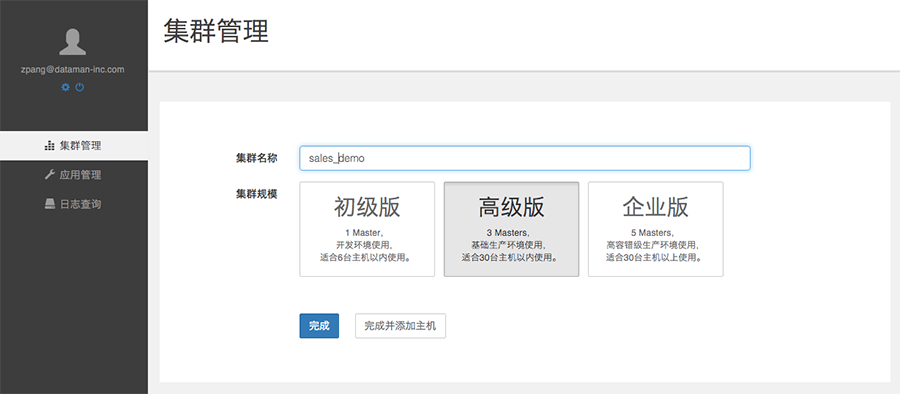 集群管理
zpang@dataman-inc.com
集群管理
应用管理
日志查询
集群名称
sales_demo
集群规模
初级版
1 Master,
开发环境使用,
适合6台主机以内使用。
高级版
3 Masters,
基础生产环境使用,
适合30台主机以内使用。
企业版
5 Masters,
高容错级生产环境使用,
适合30台主机以上使用。
完成
完成并添加主机